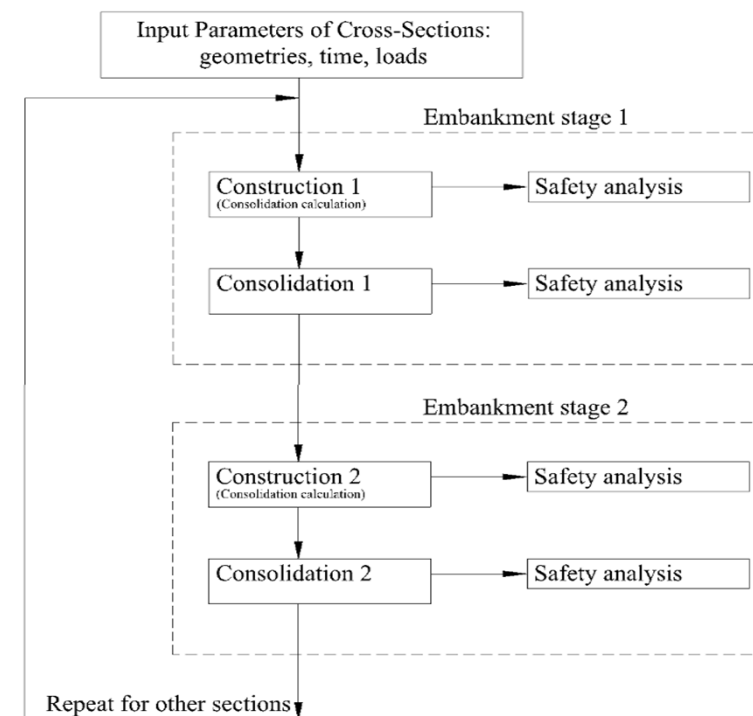 Input Parameters of Cross-Sections:
geometries, time, loads
Embankment stage 1
Construction 1
(Consolidation calculation)
Safety analysis
Consolidation 1
Safety analysis
Embankment stage 2
Construction 2
(Consolidation calculation)
Safety analysis
Consolidation 2
Safety analysis
Repeat for other sections